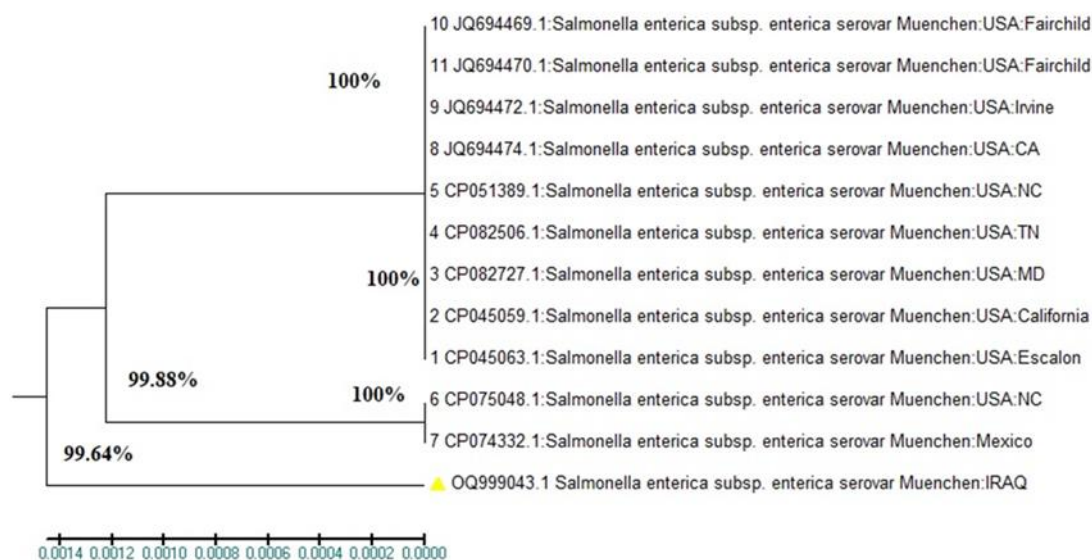 10 JQ694469.1:Salmonella enterica subsp. enterica serovar Muenchen:USA:Fairchild
11 JQ694470.1:Salmonella enterica subsp. enterica serovar Muenchen:USA:Fairchild
100%
9 JQ694472.1:Salmonella enterica subsp. enterica serovar Muenchen:USA:Irvine
8 JQ694474.1:Salmonella enterica subsp. enterica serovar Muenchen:USA:CA
5 CP051389.1:Salmonella enterica subsp. enterica serovar Muenchen:USA:NC
4 CP082506.1:Salmonella enterica subsp. enterica serovar Muenchen:USA:TN
100%
3 CP082727.1:Salmonella enterica subsp. enterica serovar Muenchen:USA:MD
2 CP045059.1:Salmonella enterica subsp. enterica serovar Muenchen:USA:California
1 CP045063.1:Salmonella enterica subsp. enterica serovar Muenchen:USA:Escalon
99.88%
100%
6 CP075048.1:Salmonella enterica subsp. enterica serovar Muenchen:USA:NC
7 CP074332.1:Salmonella enterica subsp. enterica serovar Muenchen:Mexico
99.64%
OQ999043.1 Salmonella enterica subsp. enterica serovar Muenchen:IRAQ
0.0014 0.0012 0.0010 0.0008 0.0006 0.0004 0.0002 0.0000